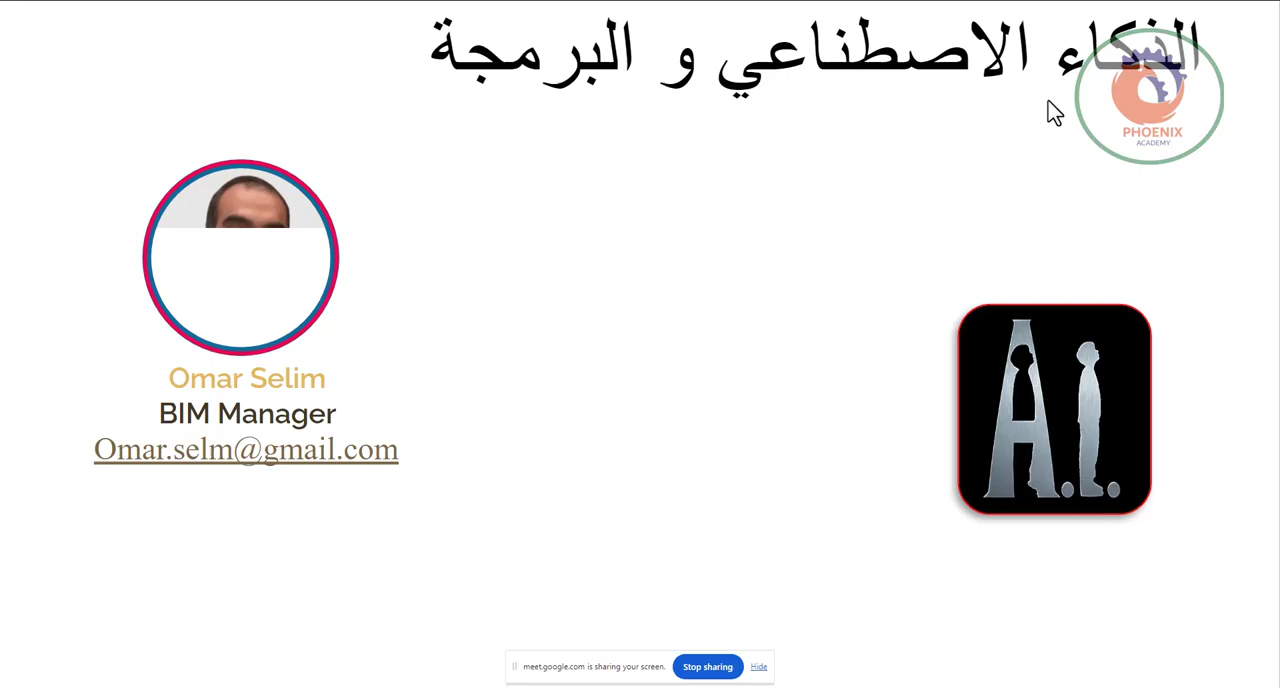 الذكاء الاصطناعي و البرمجة
PHOENIX
ACADEMY
Omar Selim
BIM Manager
Omar.selm@gmail.com
A.I.
meet.google.com is sharing your screen.
Stop sharing
Hide